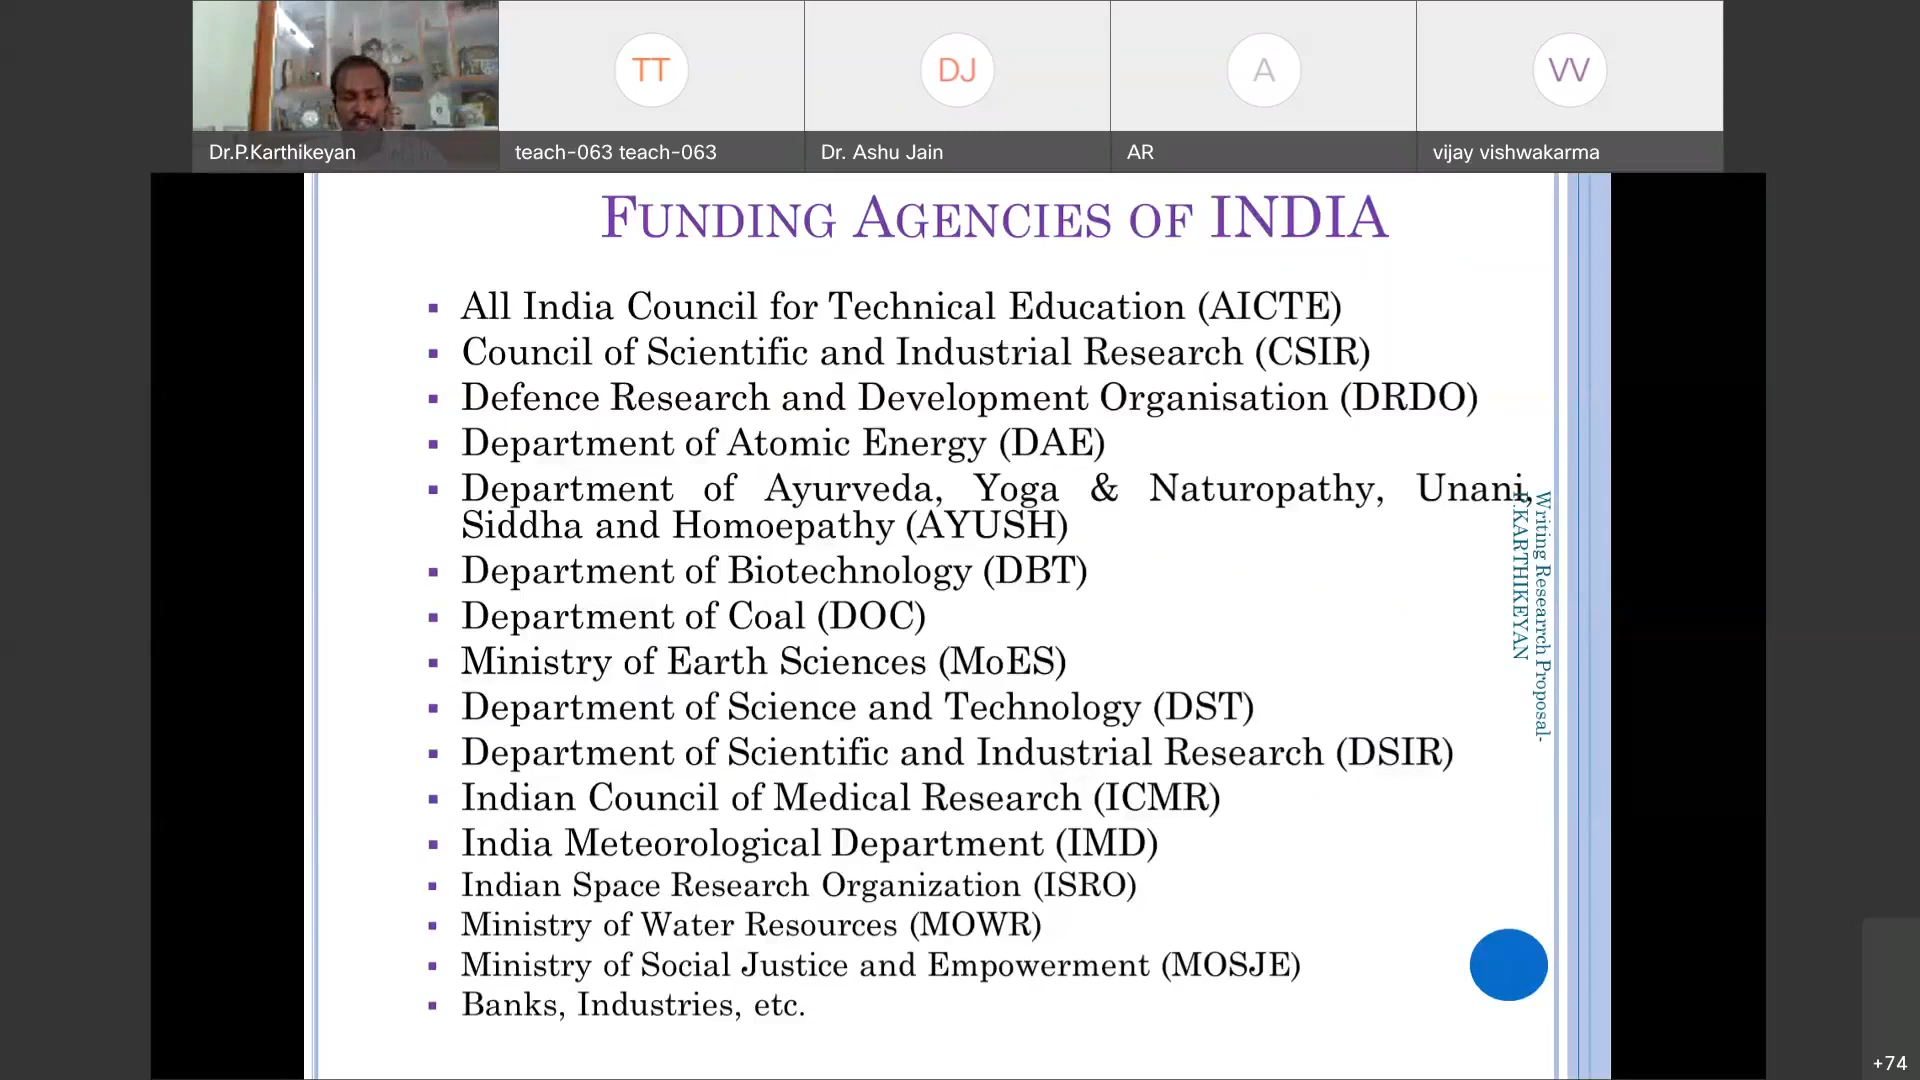 TT
DJ
A
VV
Dr.P.Karthikeyan
teach-063 teach-063
Dr. Ashu Jain
AR
vijay vishwakarma
FUNDING AGENCIES OF INDIA
▪ All India Council for Technical Education (AICTE)
▪ Council of Scientific and Industrial Research (CSIR)
▪ Defence Research and Development Organisation (DRDO)
▪ Department of Atomic Energy (DAE)
▪ Department of Ayurveda, Yoga & Naturopathy, Unani,
Siddha and Homoepathy (AYUSH)
▪ Department of Biotechnology (DBT)
▪ Department of Coal (DOC)
▪ Ministry of Earth Sciences (MoES)
▪ Department of Science and Technology (DST)
▪ Department of Scientific and Industrial Research (DSIR)
▪ Indian Council of Medical Research (ICMR)
▪ India Meteorological Department (IMD)
▪ Indian Space Research Organization (ISRO)
▪ Ministry of Water Resources (MOWR)
▪ Ministry of Social Justice and Empowerment (MOSJE)
▪ Banks, Industries, etc.
Writing Researrch Proposal-
P.KARTHIKEYAN
+74